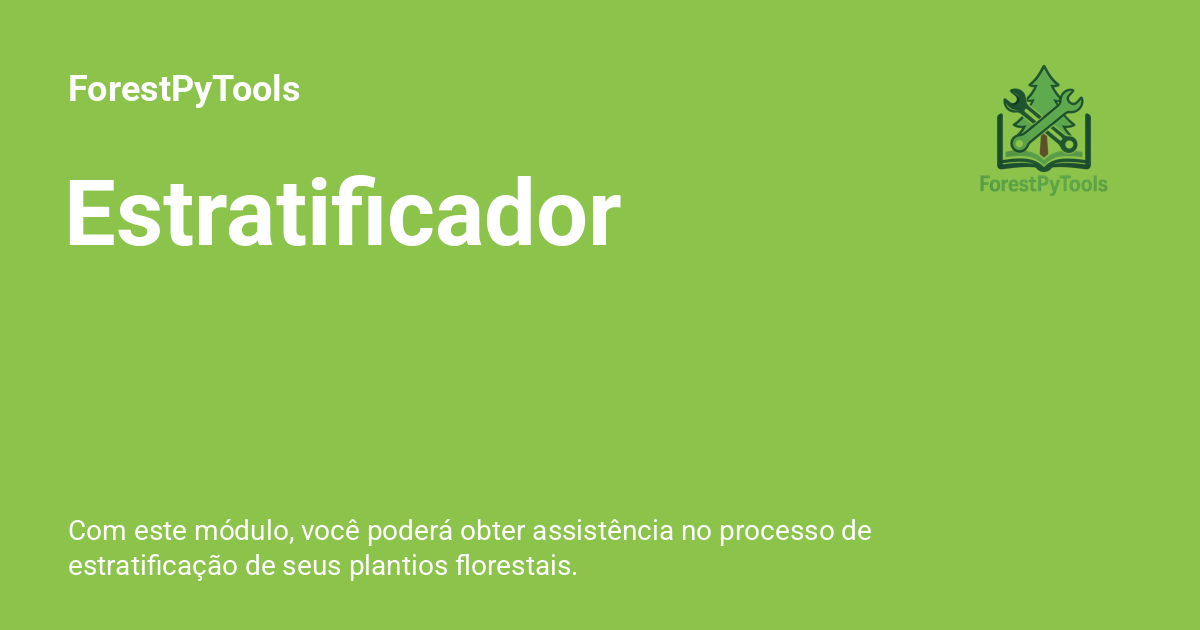 ForestPyTools
ForestPyTools
Estratificador
Com este módulo, você poderá obter assistência no processo de
estratificação de seus plantios florestais.